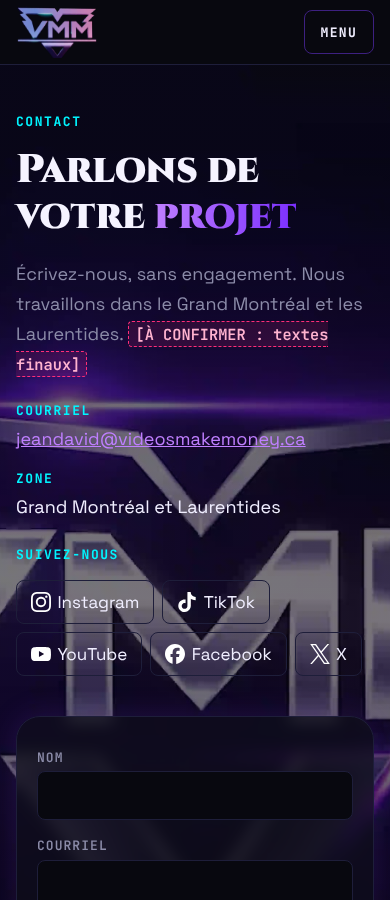 VMM
MENU
CONTACT
Parlons de
votre projet
Écrivez-nous, sans engagement. Nous
travaillons dans le Grand Montréal et les
Laurentides. [À CONFIRMER : textes
finaux]
COURRIEL
jeandavid@videosmakemoney.ca
ZONE
Grand Montréal et Laurentides
SUIVEZ-NOUS
Instagram TikTok
YouTube Facebook X
NOM
COURRIEL